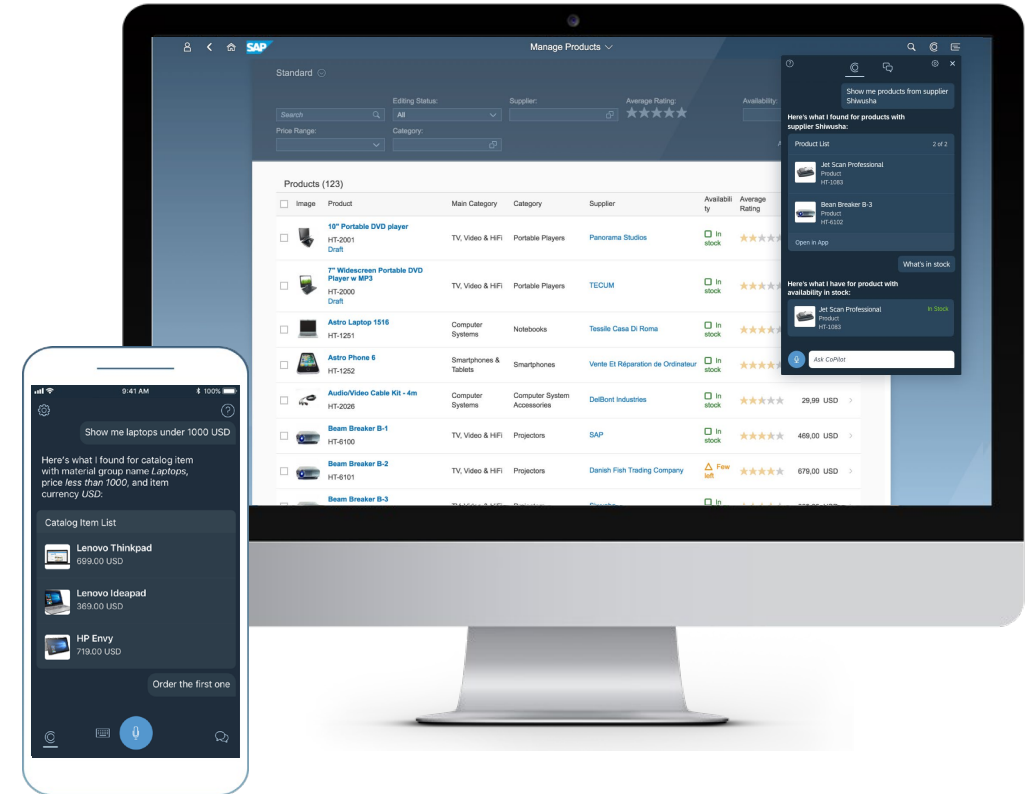 SAP
Manage Products
Standard
Editing Status:
Supplier:
Average Rating:
Availability:
Search
All
Price Range:
Category:
Products (123)
Image
Product
Main Category
Category
Supplier
Availabili
ty
Average
Rating
10" Portable DVD
player
HT-2001
Draft
TV, Video & HiFi
Portable Players
Panorama Studios
In
stock
7" Widescreen Portable DVD
Player w MP3
HT-2000
Draft
TV, Video & HiFi
Portable Players
TECUM
In
stock
Astro Laptop 1516
HT-1251
Computer
Systems
Notebooks
Tessile Casa Di Roma
In
stock
Astro Phone 6
HT-1252
Smartphones &
Tablets
Smartphones
Vente Et Réparation de Ordinateur
In
stock
Audio/Video Cable Kit - 4m
HT-2026
Computer
Systems
Computer System
Accessories
DelBont Industries
In
stock
29,99 USD
Beam Breaker B-1
HT-6100
TV, Video & HiFi
Projectors
SAP
In
stock
469,00 USD
Beam Breaker B-2
HT-6101
TV, Video & HiFi
Projectors
Danish Fish Trading Company
Few
left
679,00 USD
Beam Breaker B-3
In
Show me products from supplier
Shiwusha
Here's what I found for products with
supplier Shiwusha:
Product List
2 of 2
Jet Scan Professional
Product
HT-1083
Bean Breaker B-3
Product
HT-6102
Open in App
What's in stock
Here's what I have for product with
availability in stock:
Jet Scan Professional
In Stock
Product
HT-1083
Ask CoPilot
9:41 AM
100%
Show me laptops under 1000 USD
Here's what I found for catalog item
with material group name Laptops,
price less than 1000, and item
currency USD:
Catalog Item List
Lenovo Thinkpad
699.00 USD
Lenovo Ideapad
369.00 USD
HP Envy
719.00 USD
Order the first one